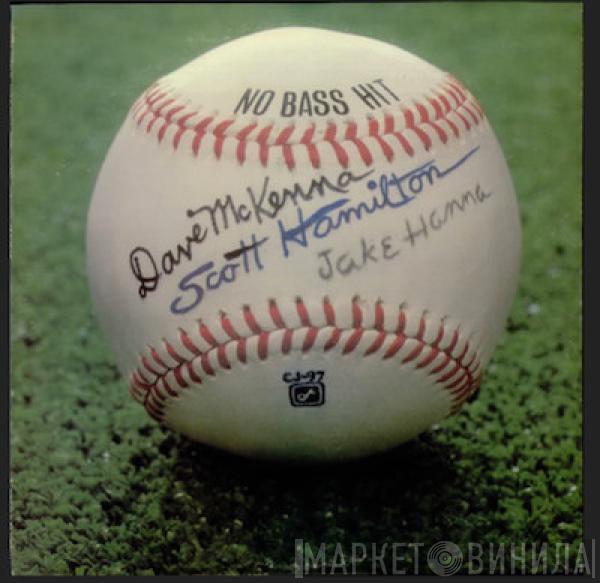 NO BASS HIT
Dave McKenna
Scott Hamilton
Jake Hanna
CJ-97
МАРКЕТ ВИНИЛА